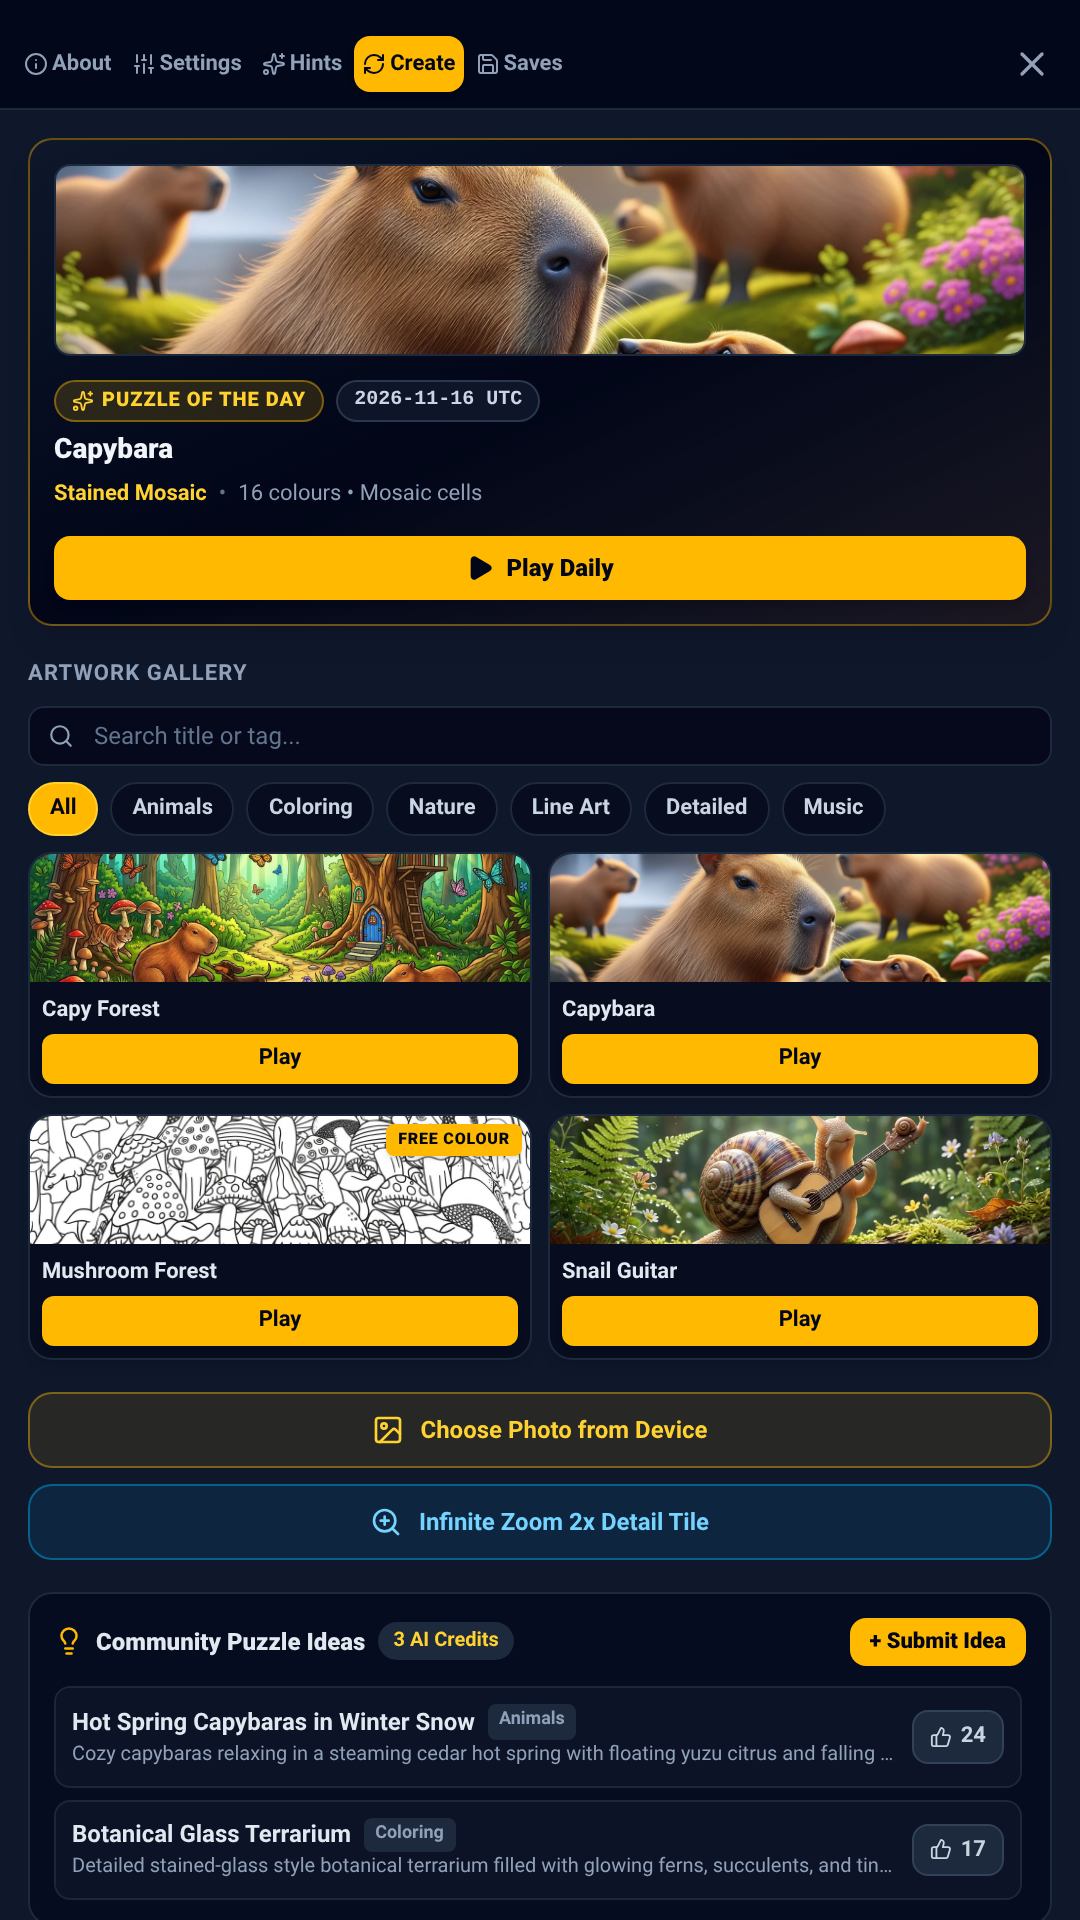 About
Settings
Hints
Create
Saves
PUZZLE OF THE DAY
2026-11-16 UTC
Capybara
Stained Mosaic • 16 colours • Mosaic cells
Play Daily
ARTWORK GALLERY
Search title or tag...
All
Animals
Coloring
Nature
Line Art
Detailed
Music
Capy Forest
Play
Capybara
Play
FREE COLOUR
Mushroom Forest
Play
Snail Guitar
Play
Choose Photo from Device
Infinite Zoom 2x Detail Tile
Community Puzzle Ideas
3 AI Credits
+ Submit Idea
Hot Spring Capybaras in Winter Snow
Animals
Cozy capybaras relaxing in a steaming cedar hot spring with floating yuzu citrus and falling ...
24
Botanical Glass Terrarium
Coloring
Detailed stained-glass style botanical terrarium filled with glowing ferns, succulents, and tin...
17